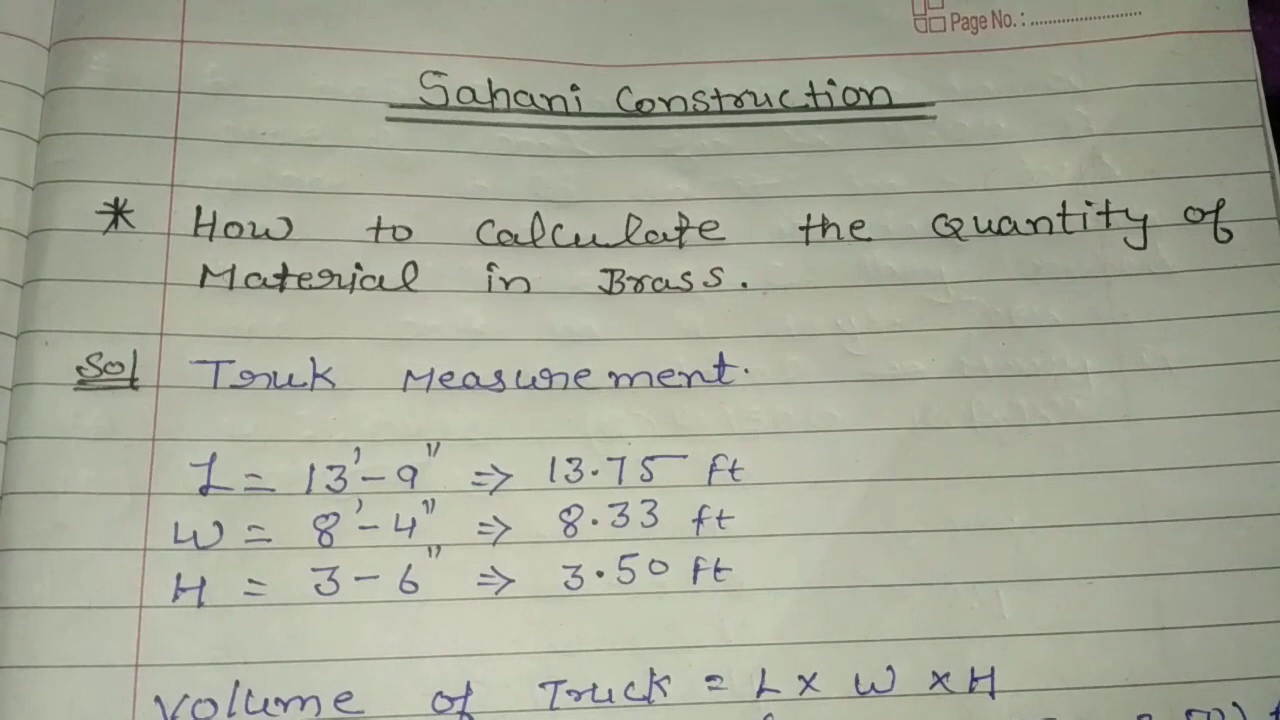 Page No. : ............................
Sahani Construction
* How to Calculate the Quantity of
Material in Brass.
Sol Truk Measurement.
L = 13'-9" => 13.75 ft
W = 8'-4" => 8.33 ft
H = 3-6" => 3.50 ft
Volume of Truck = L x W x H